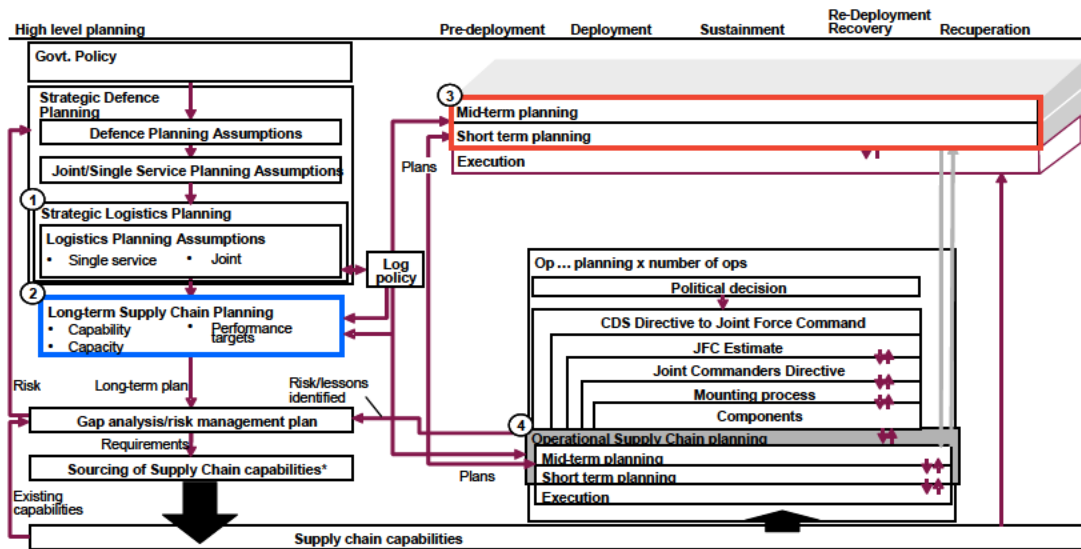 High level planning
Pre-deployment
Deployment
Sustainment
Re-Deployment
Recovery
Recuperation
Govt. Policy
Strategic Defence
Planning
Defence Planning Assumptions
Joint/Single Service Planning Assumptions
1
Strategic Logistics Planning
Logistics Planning Assumptions
• Single service
• Joint
Log
policy
2
Long-term Supply Chain Planning
• Capability
• Capacity
• Performance
targets
Risk
Long-term plan
Risk/lessons
identified
Gap analysis/risk management plan
Requirements
Sourcing of Supply Chain capabilities*
Existing
capabilities
Supply chain capabilities
3
Mid-term planning
Short term planning
Execution
Plans
Op ... planning x number of ops
Political decision
CDS Directive to Joint Force Command
JFC Estimate
Joint Commanders Directive
Mounting process
Components
4
Operational Supply Chain planning
Mid-term planning
Short term planning
Execution
Plans